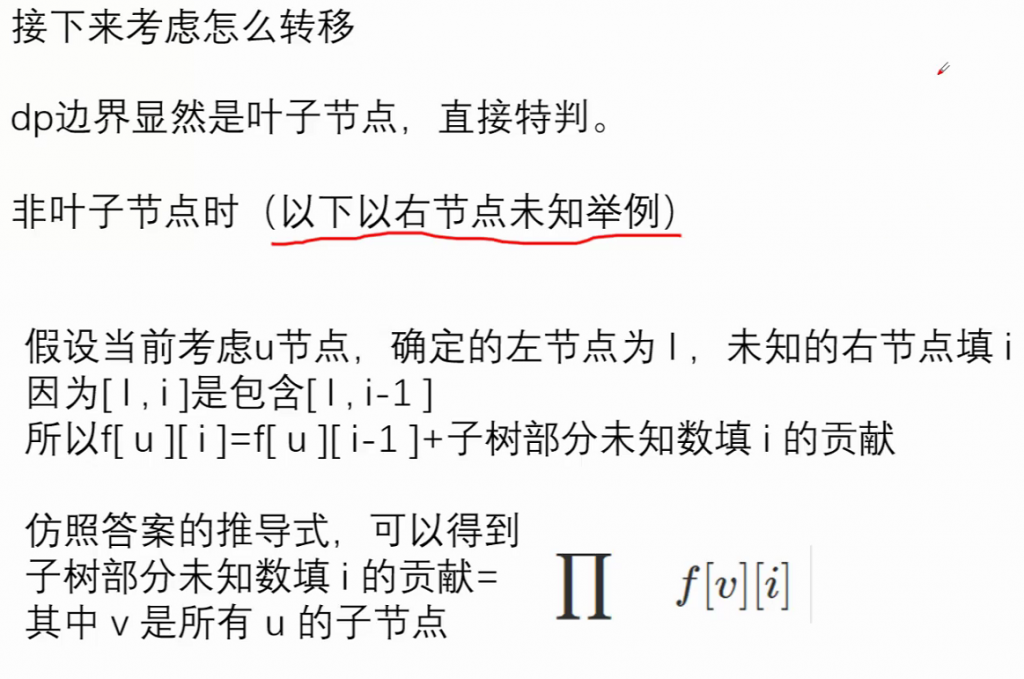 接下来考虑怎么转移
dp边界显然是叶子节点，直接特判。
非叶子节点时（以下以右节点未知举例）
假设当前考虑u节点，确定的左节点为 l ，未知的右节点填 i
因为[ l , i ]是包含[ l , i-1 ]
所以f[ u ][ i ]=f[ u ][ i-1 ]+子树部分未知数填 i 的贡献
仿照答案的推导式，可以得到
子树部分未知数填 i 的贡献= ∏ f[v][i]
其中 v 是所有 u 的子节点